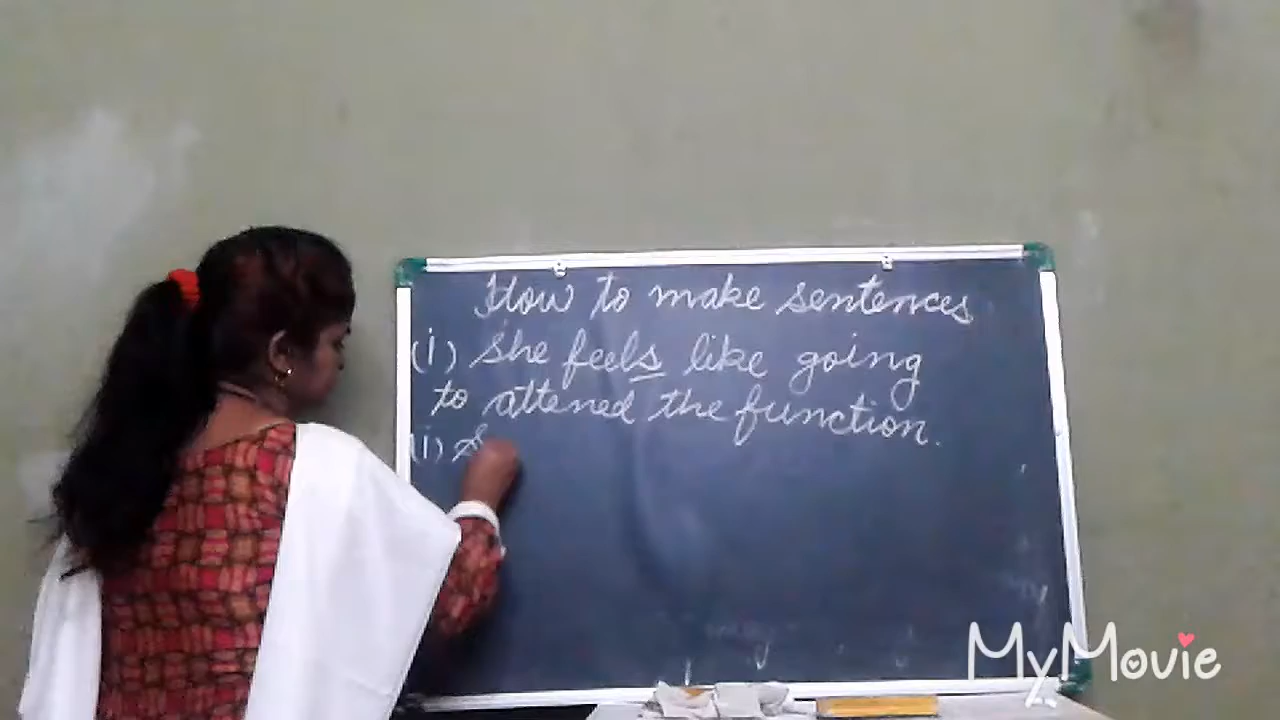 How to make sentences
(i) She feels like going
to attened the function.
(i) S
MyMovie